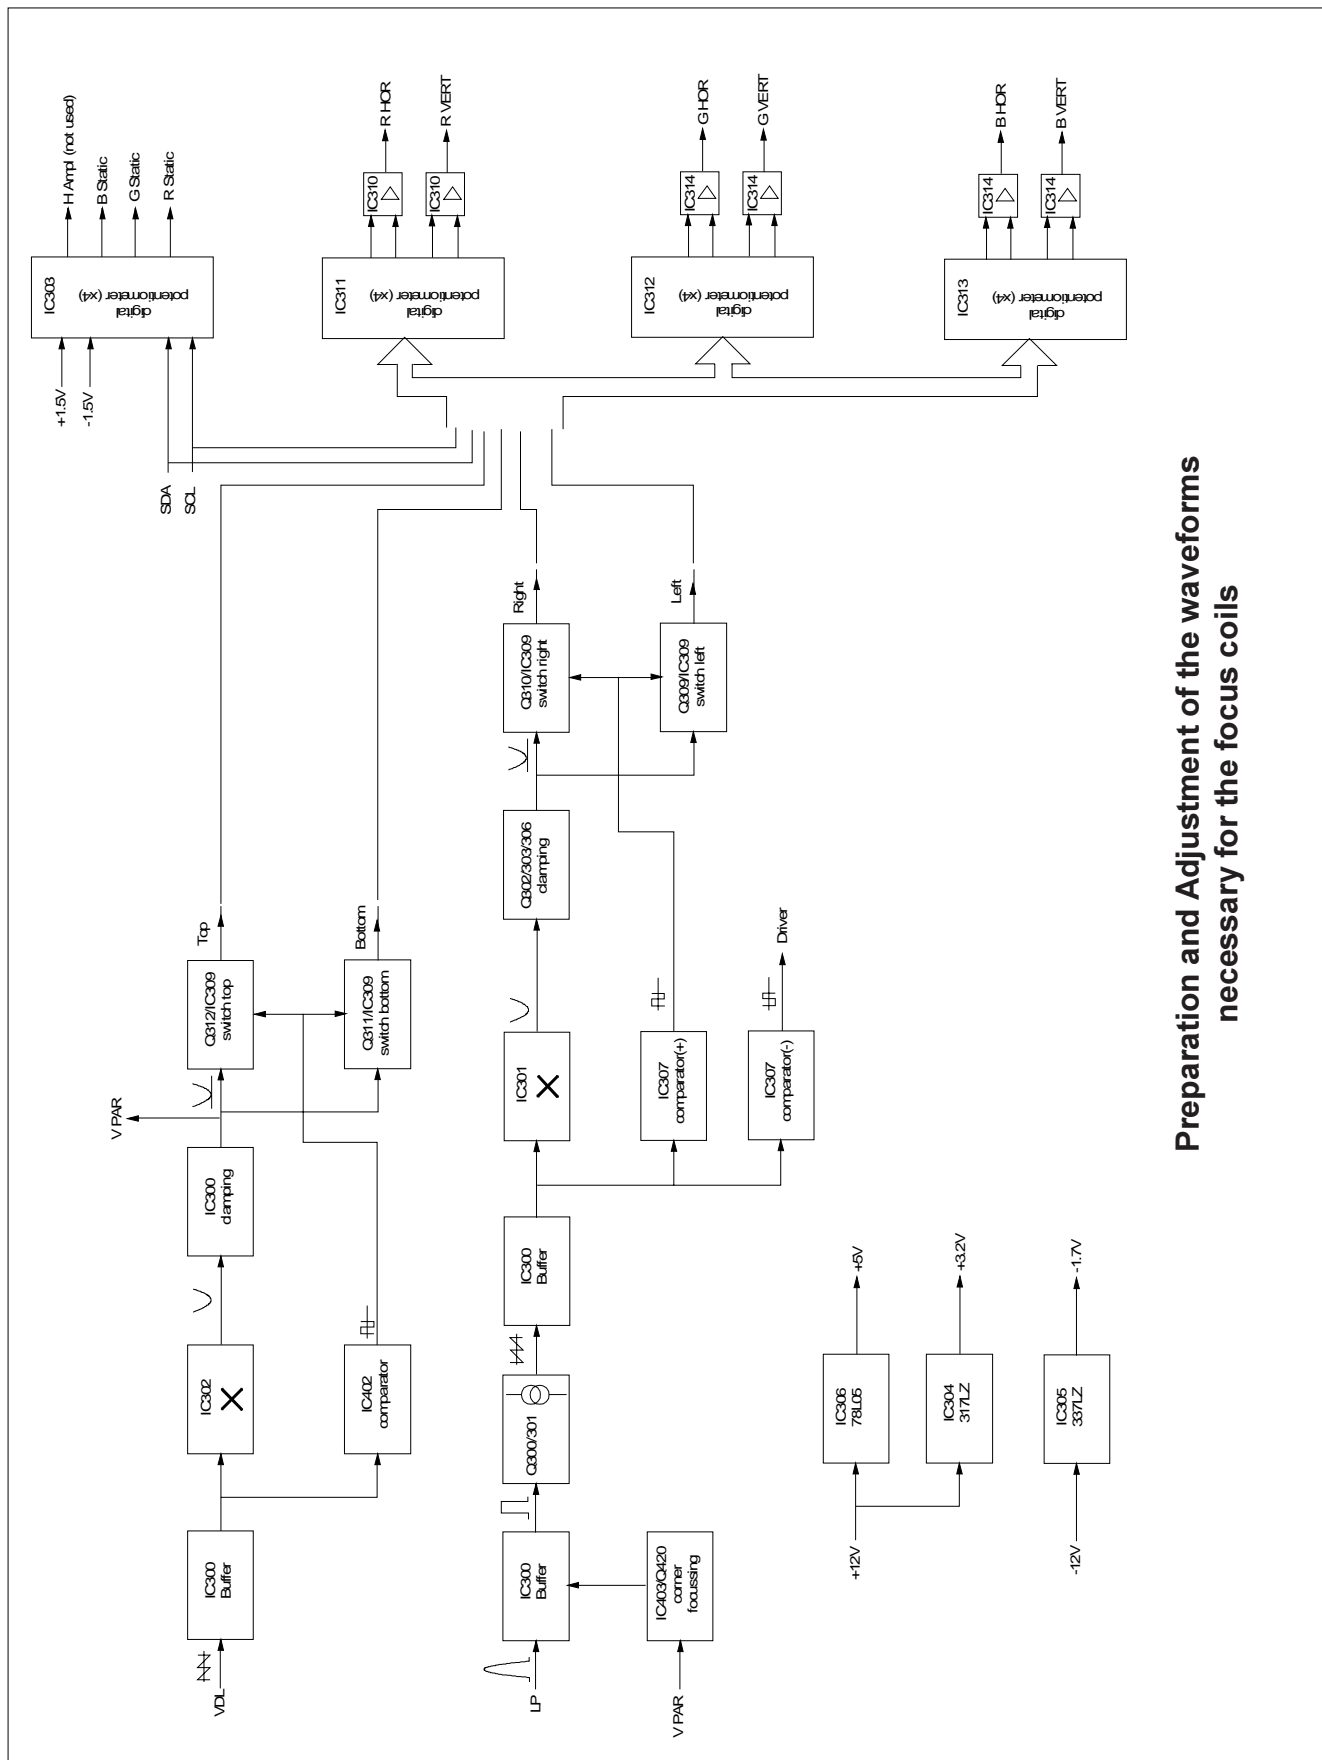 VDL
IC300
Buffer
IC302
IC402
comparator
IC300
clamping
V PAR
Q312/IC309
switch top
Q311/IC309
switch bottom
Top
Bottom
SDA
SCL
+1.5V
-1.5V
IC303
digital
potentiometer (x4)
H Ampl (not used)
B Static
G Static
R Static
LP
IC300
Buffer
V PAR
IC403/Q420
corner
focussing
Q300/301
IC300
Buffer
IC301
IC307
comparator(+)
IC307
comparator(-)
Driver
Q302/303/306
clamping
Q310/IC309
switch right
Q309/IC309
switch left
Right
Left
IC311
digital
potentiometer (x4)
IC310
IC310
R HOR
R VERT
IC312
digital
potentiometer (x4)
IC314
IC314
G HOR
G VERT
IC313
digital
potentiometer (x4)
IC314
IC314
B HOR
B VERT
+12V
IC306
78L05
+5V
IC304
317LZ
+3.2V
-12V
IC305
337LZ
-1.7V
Preparation and Adjustment of the waveforms
necessary for the focus coils